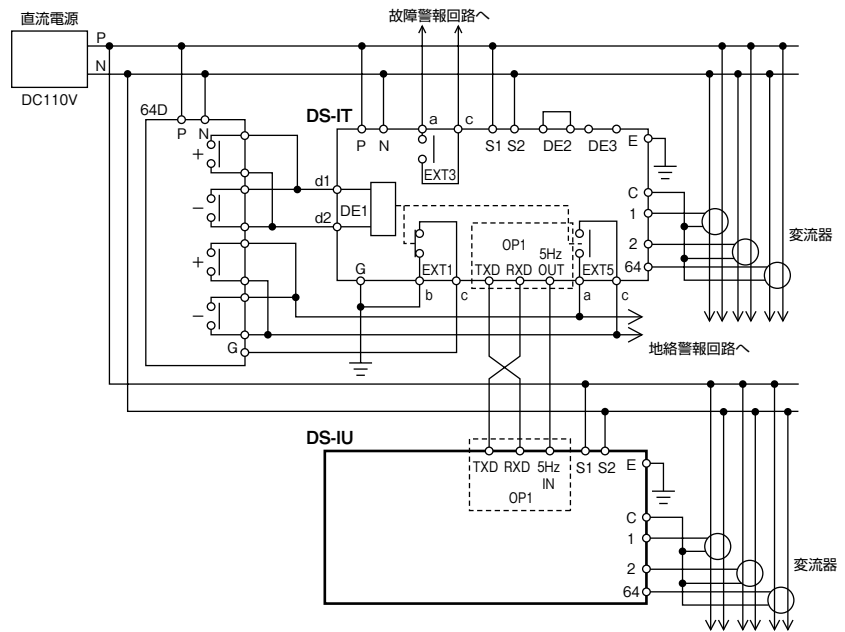 直流電源
P
N
DC110V
故障警報回路へ
64D
P N
+
−
+
−
G
DS-IT
P N
a
c
EXT3
S1 S2
DE2
DE3
E
C
1
2
64
d1
d2
DE1
G
EXT1
b
c
OP1
5Hz
TXD RXD OUT
EXT5
a
c
変流器
地絡警報回路へ
DS-IU
TXD RXD 5Hz
IN
OP1
S1 S2
E
C
1
2
64
変流器